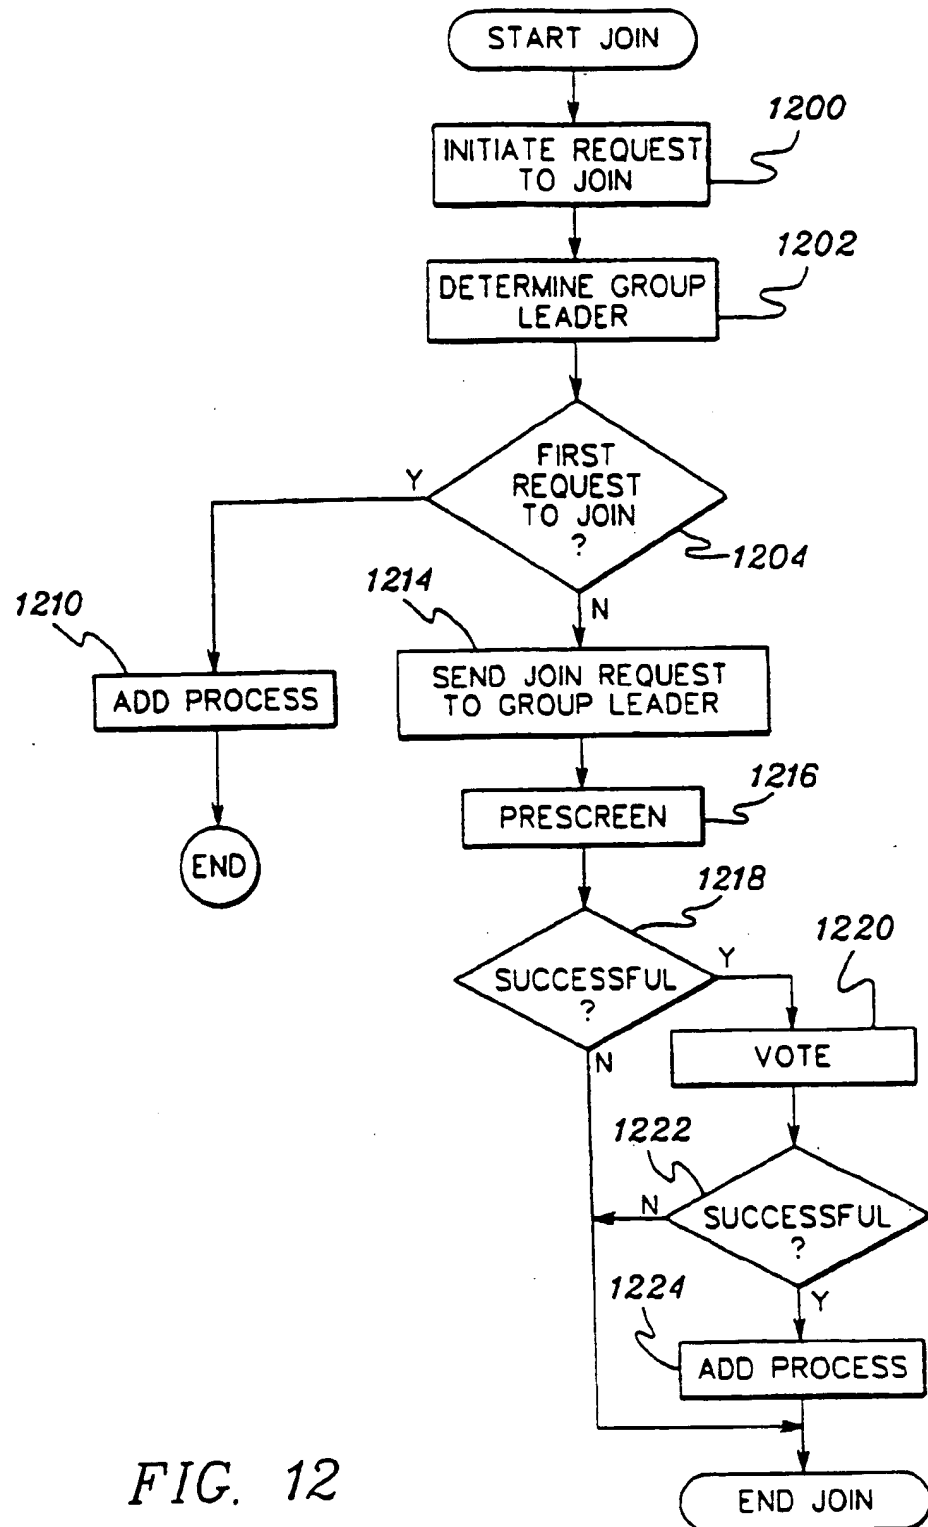 START JOIN
1200
INITIATE REQUEST
TO JOIN
1202
DETERMINE GROUP
LEADER
FIRST
REQUEST
TO JOIN
?
Y
1204
N
1210
ADD PROCESS
END
1214
SEND JOIN REQUEST
TO GROUP LEADER
1216
PRESCREEN
1218
SUCCESSFUL
?
Y
N
1220
VOTE
1222
SUCCESSFUL
?
N
Y
1224
ADD PROCESS
END JOIN
FIG. 12